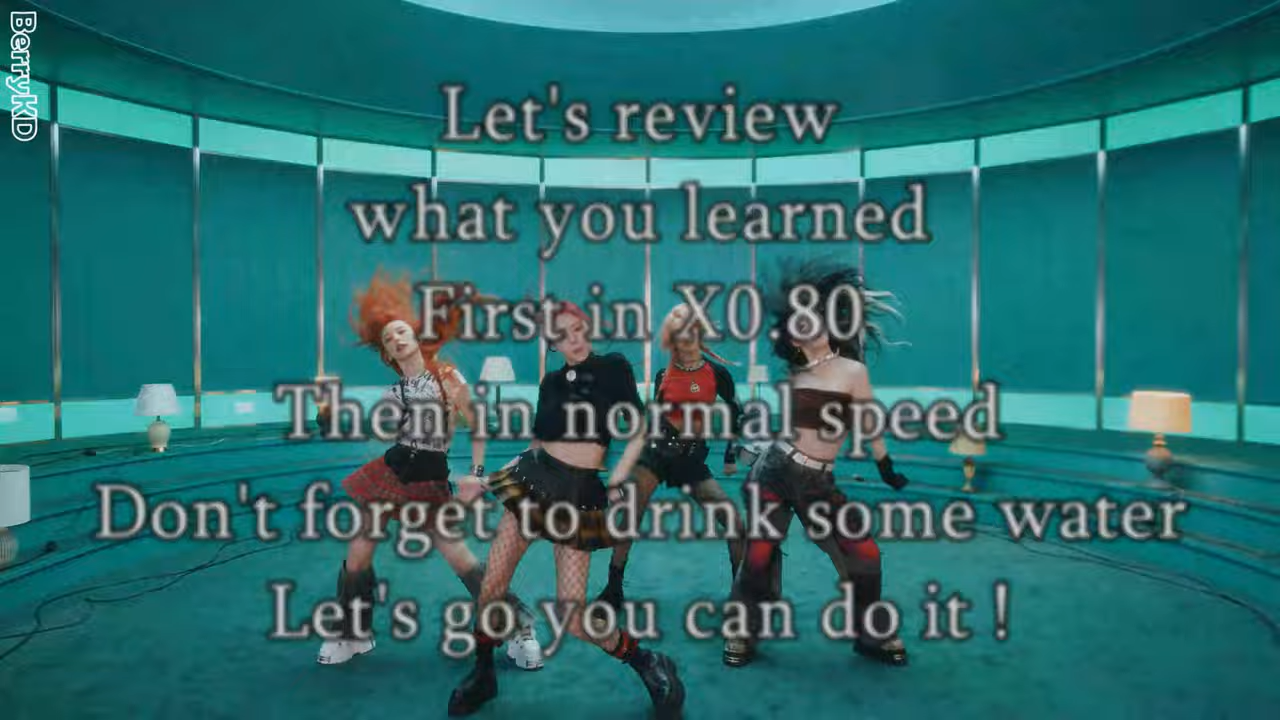 BerryKD
Let's review
what you learned
First in X0.80
Then in normal speed
Don't forget to drink some water
Let's go you can do it !